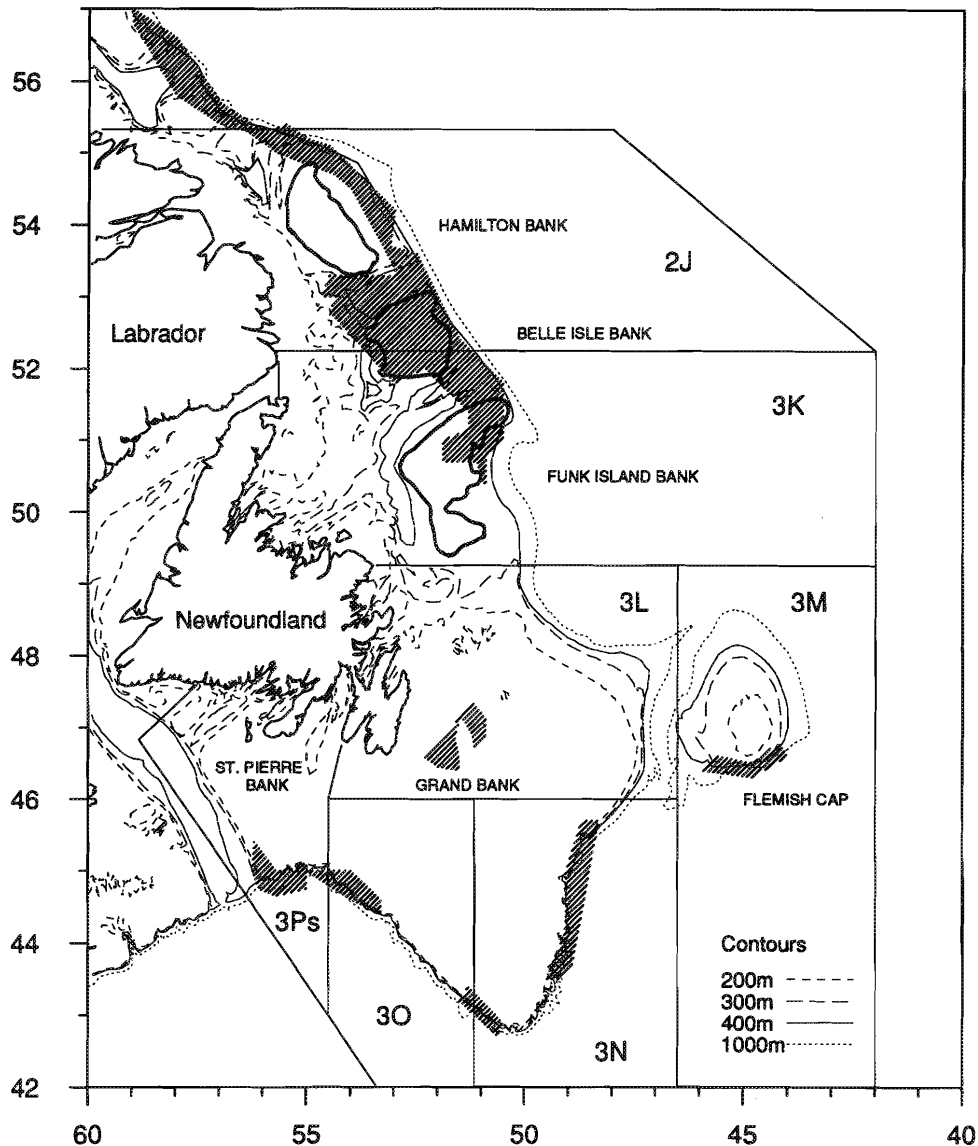 56
54
52
50
48
46
44
42
60
55
50
45
40
HAMILTON BANK
2J
Labrador
BELLE ISLE BANK
3K
FUNK ISLAND BANK
3L
3M
Newfoundland
ST. PIERRE
BANK
GRAND BANK
FLEMISH CAP
3Ps
3O
3N
Contours
200m
300m
400m
1000m